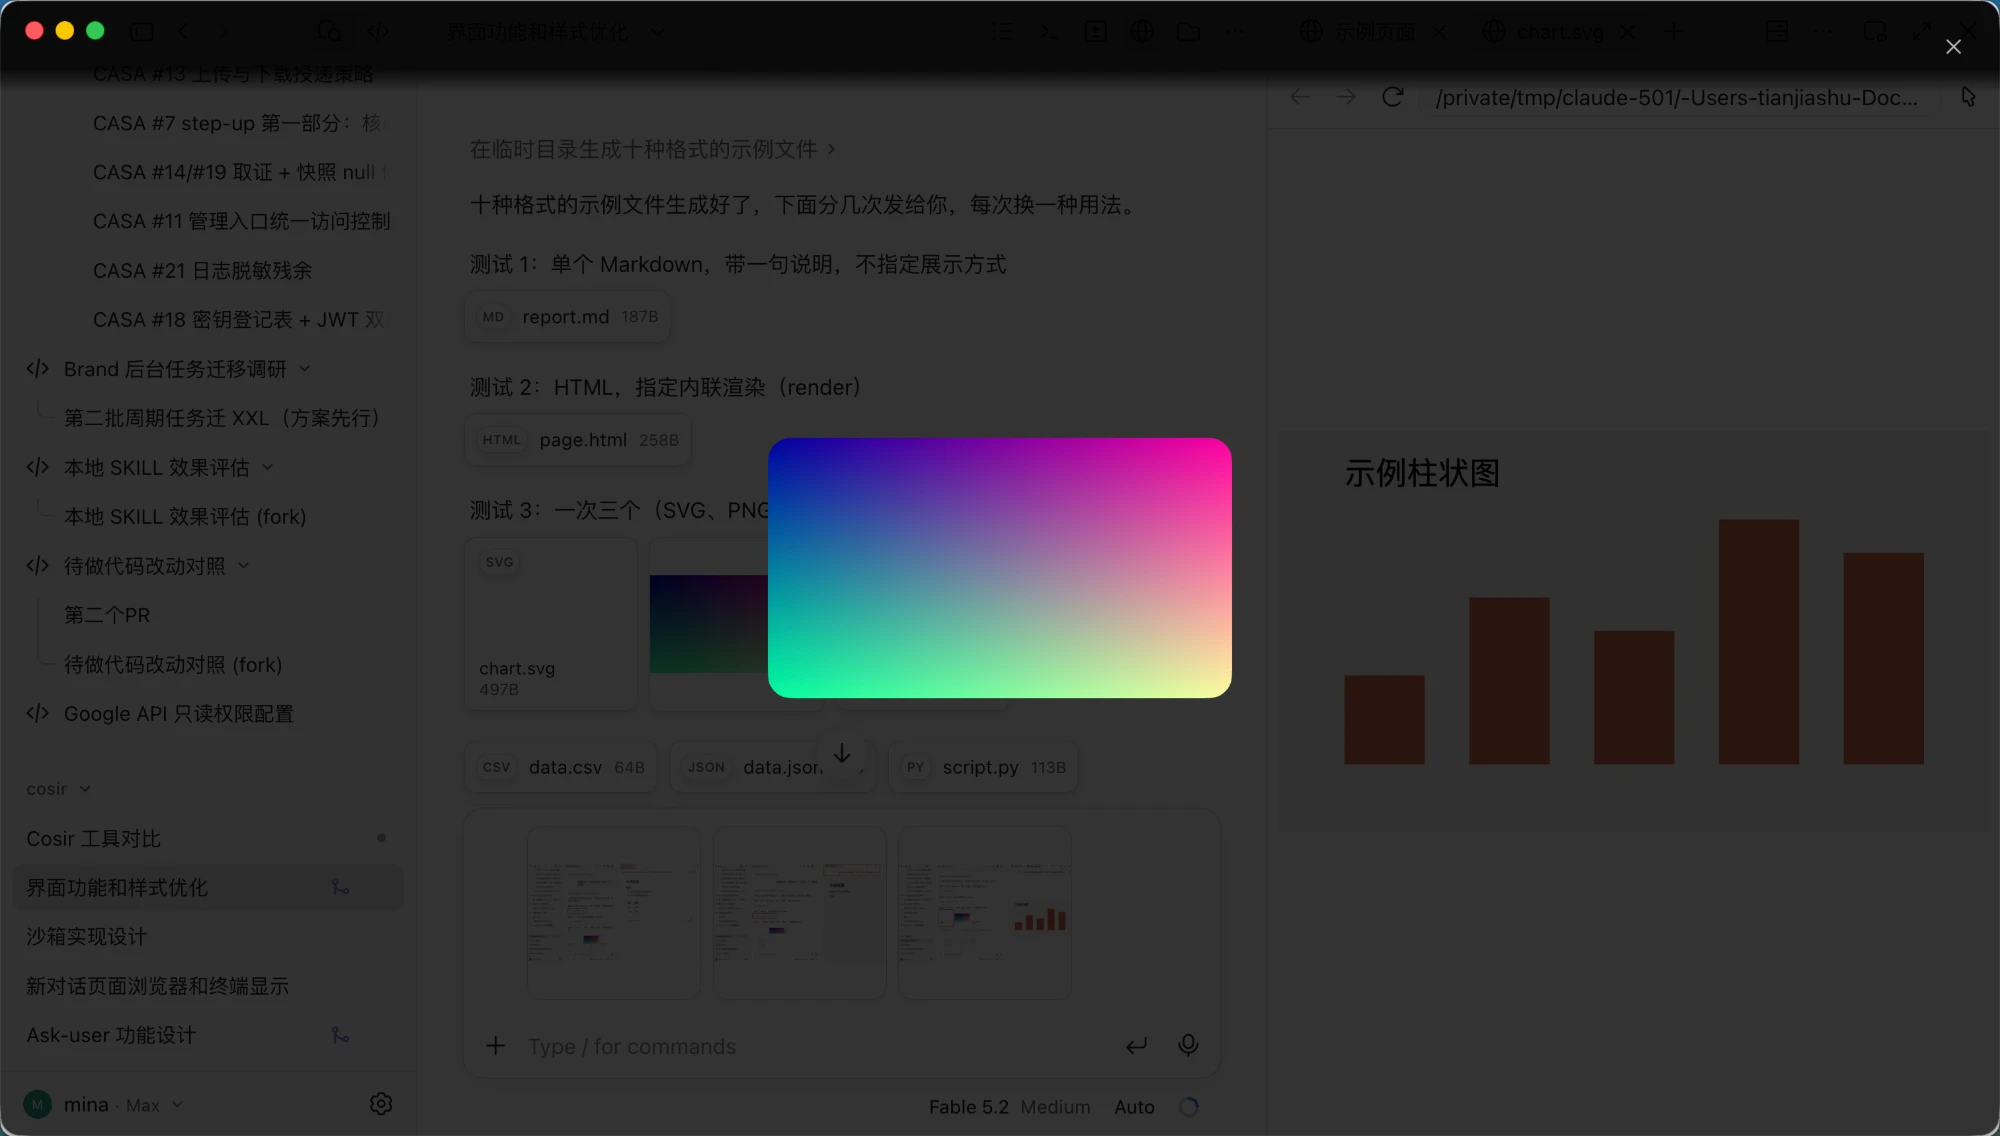 界面功能和样式优化
示例页面
chart.svg
CASA #13 上传与下载投递策略
CASA #7 step-up 第一部分：核
CASA #14/#19 取证 + 快照 null
CASA #11 管理入口统一访问控制
CASA #21 日志脱敏残余
CASA #18 密钥登记表 + JWT 双
Brand 后台任务迁移调研
第二批周期任务迁 XXL（方案先行）
本地 SKILL 效果评估
本地 SKILL 效果评估 (fork)
待做代码改动对照
第二个PR
待做代码改动对照 (fork)
Google API 只读权限配置
cosir
Cosir 工具对比
界面功能和样式优化
沙箱实现设计
新对话页面浏览器和终端显示
Ask-user 功能设计
M mina · Max
在临时目录生成十种格式的示例文件
十种格式的示例文件生成好了，下面分几次发给你，每次换一种用法。
测试 1：单个 Markdown，带一句说明，不指定展示方式
MD report.md 187B
测试 2：HTML，指定内联渲染（render）
HTML page.html 258B
测试 3：一次三个（SVG、PNG
SVG
chart.svg
497B
CSV data.csv 64B
JSON data.json
PY script.py 113B
Type / for commands
Fable 5.2 Medium Auto
/private/tmp/claude-501/-Users-tianjiashu-Doc...
示例柱状图